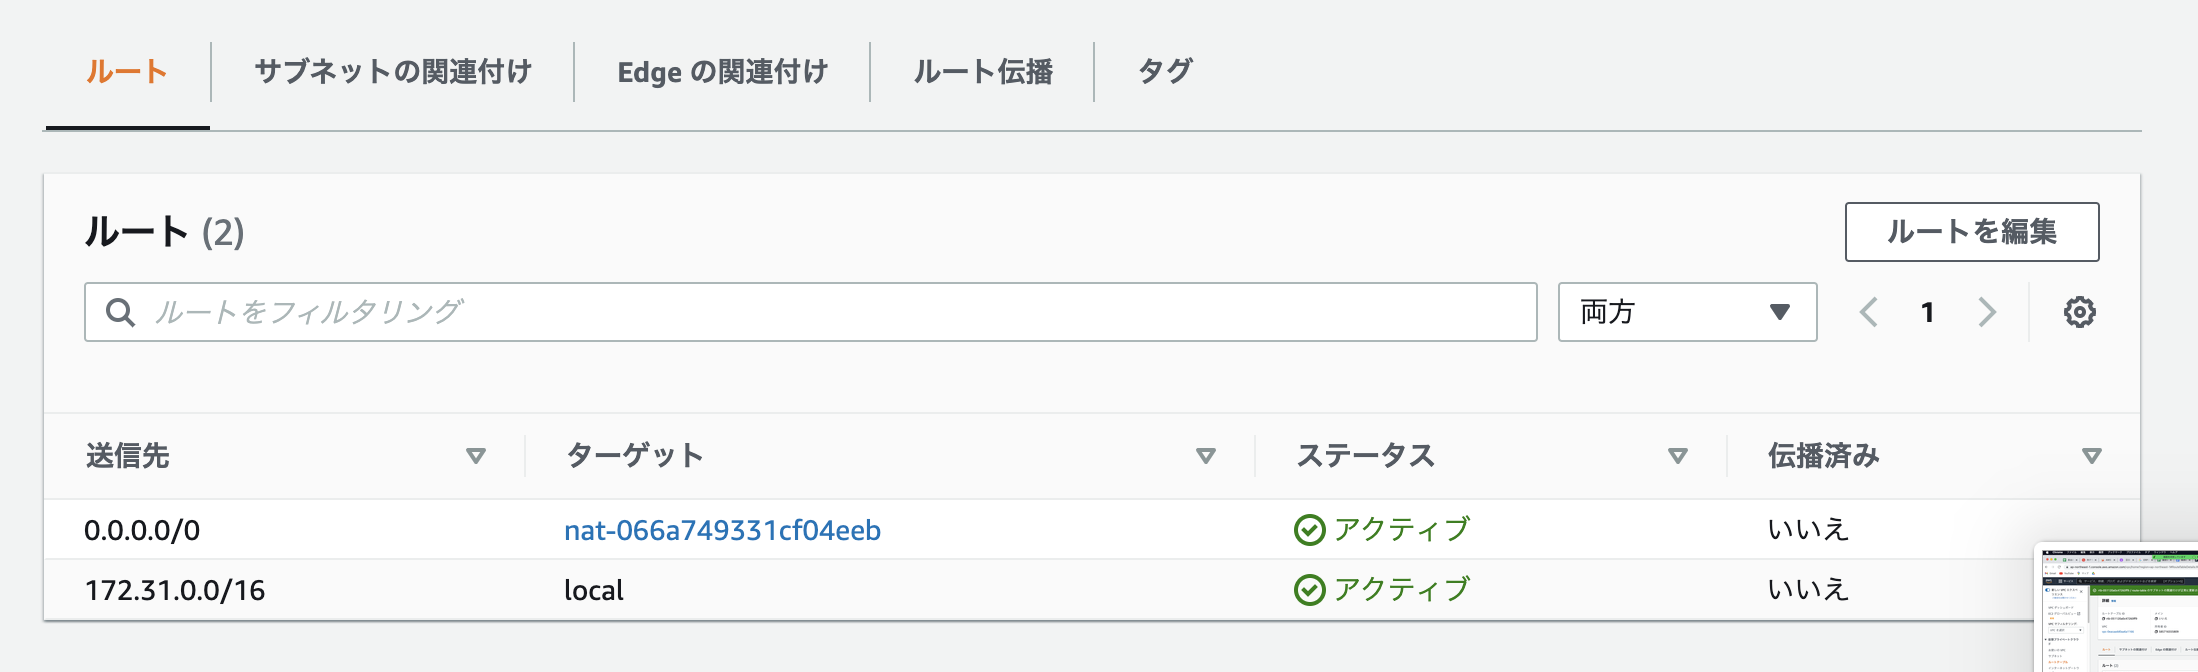 ルート サブネットの関連付け Edge の関連付け ルート伝播 タグ
ルート (2) ルートを編集
ルートをフィルタリング 両方 1
送信先 ターゲット ステータス 伝播済み
0.0.0.0/0 nat-066a749331cf04eeb アクティブ いいえ
172.31.0.0/16 local アクティブ いいえ